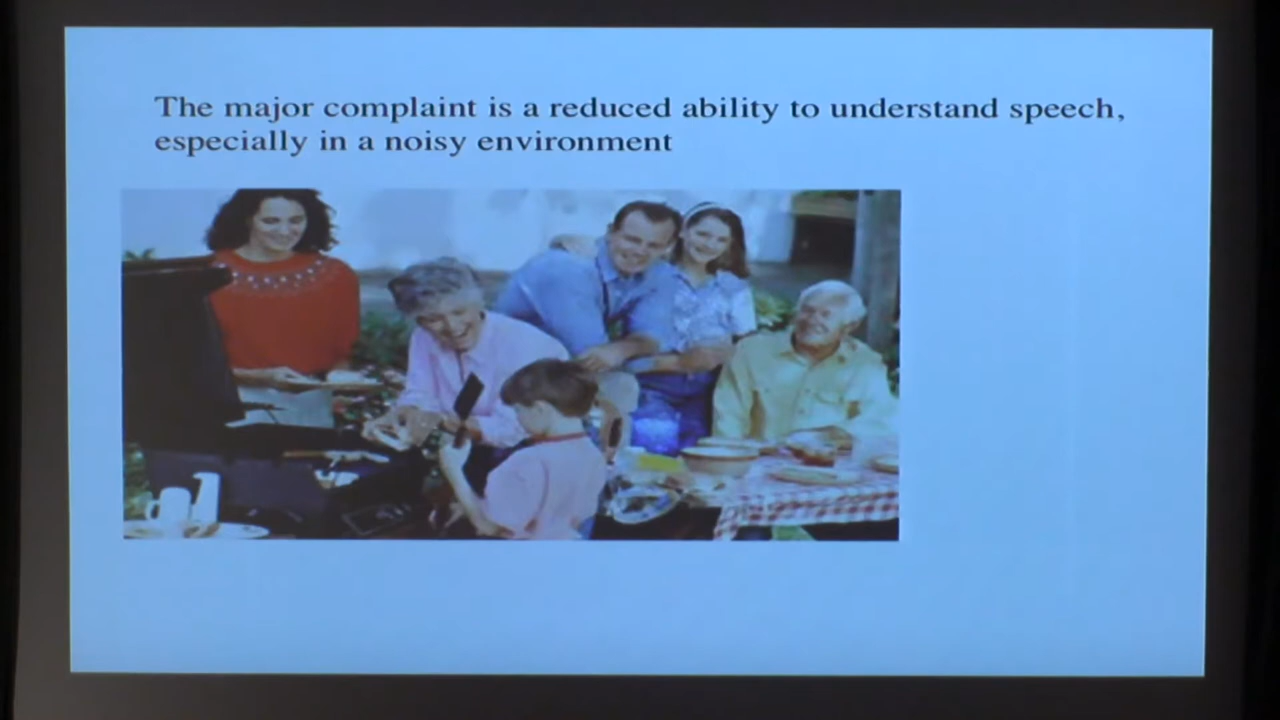 The major complaint is a reduced ability to understand speech,
especially in a noisy environment